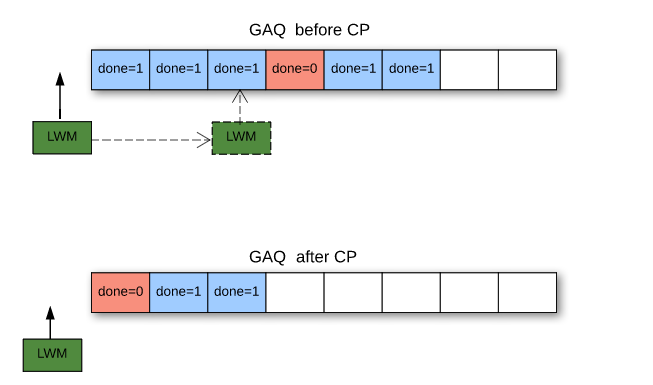 GAQ before CP
done=1 done=1 done=1 done=0 done=1 done=1
LWM LWM
GAQ after CP
done=0 done=1 done=1
LWM